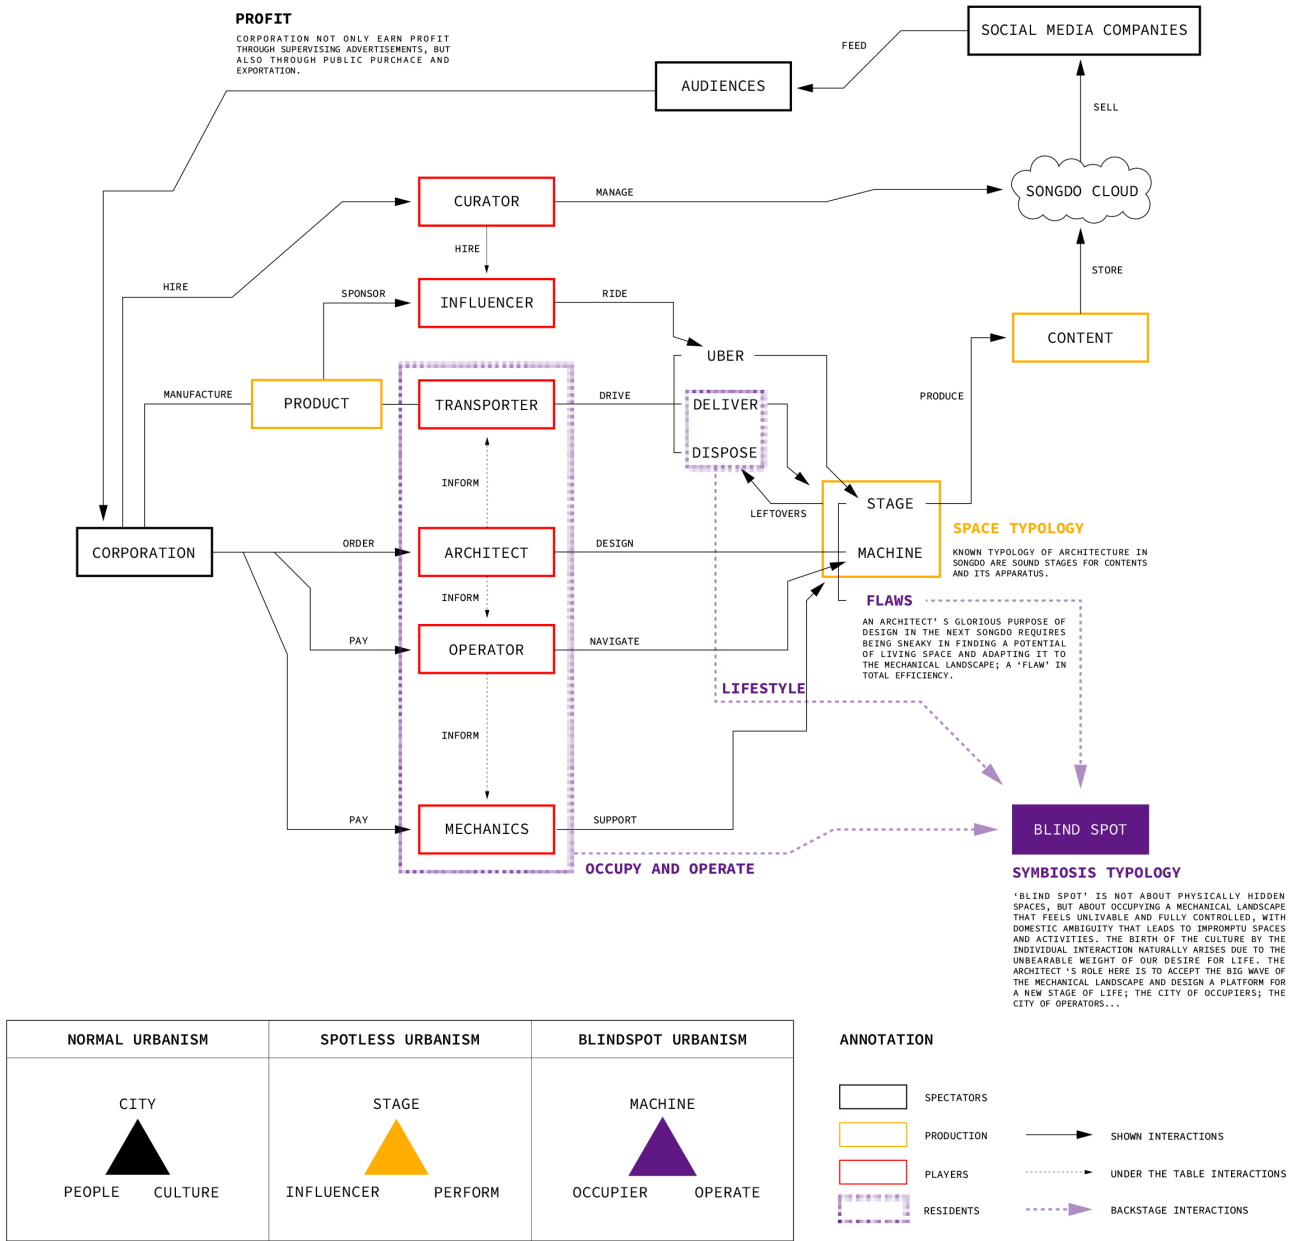 PROFIT
CORPORATION NOT ONLY EARN PROFIT
THROUGH SUPERVISING ADVERTISEMENTS, BUT
ALSO THROUGH PUBLIC PURCHACE AND
EXPORTATION.
SOCIAL MEDIA COMPANIES
FEED
AUDIENCES
SELL
SONGDO CLOUD
CURATOR
MANAGE
HIRE
STORE
HIRE
SPONSOR
INFLUENCER
RIDE
CONTENT
UBER
MANUFACTURE
PRODUCT
TRANSPORTER
DRIVE
DELIVER
PRODUCE
DISPOSE
INFORM
LEFTOVERS
STAGE
SPACE TYPOLOGY
CORPORATION
ORDER
ARCHITECT
DESIGN
MACHINE
KNOWN TYPOLOGY OF ARCHITECTURE IN
SONGDO ARE SOUND STAGES FOR CONTENTS
AND ITS APPARATUS.
INFORM
FLAWS
AN ARCHITECT’ S GLORIOUS PURPOSE OF
DESIGN IN THE NEXT SONGDO REQUIRES
BEING SNEAKY IN FINDING A POTENTIAL
OF LIVING SPACE AND ADAPTING IT TO
THE MECHANICAL LANDSCAPE; A ‘FLAW’ IN
TOTAL EFFICIENCY.
PAY
OPERATOR
NAVIGATE
LIFESTYLE
INFORM
PAY
MECHANICS
SUPPORT
BLIND SPOT
OCCUPY AND OPERATE
SYMBIOSIS TYPOLOGY
‘BLIND SPOT’ IS NOT ABOUT PHYSICALLY HIDDEN
SPACES, BUT ABOUT OCCUPYING A MECHANICAL LANDSCAPE
THAT FEELS UNLIVABLE AND FULLY CONTROLLED, WITH
DOMESTIC AMBIGUITY THAT LEADS TO IMPROMPTU SPACES
AND ACTIVITIES. THE BIRTH OF THE CULTURE BY THE
INDIVIDUAL INTERACTION NATURALLY ARISES DUE TO THE
UNBEARABLE WEIGHT OF OUR DESIRE FOR LIFE. THE
ARCHITECT ‘S ROLE HERE IS TO ACCEPT THE BIG WAVE OF
THE MECHANICAL LANDSCAPE AND DESIGN A PLATFORM FOR
A NEW STAGE OF LIFE; THE CITY OF OCCUPIERS; THE
CITY OF OPERATORS...
NORMAL URBANISM
SPOTLESS URBANISM
BLINDSPOT URBANISM
CITY
STAGE
MACHINE
PEOPLE
CULTURE
INFLUENCER
PERFORM
OCCUPIER
OPERATE
ANNOTATION
SPECTATORS
PRODUCTION
SHOWN INTERACTIONS
PLAYERS
UNDER THE TABLE INTERACTIONS
RESIDENTS
BACKSTAGE INTERACTIONS